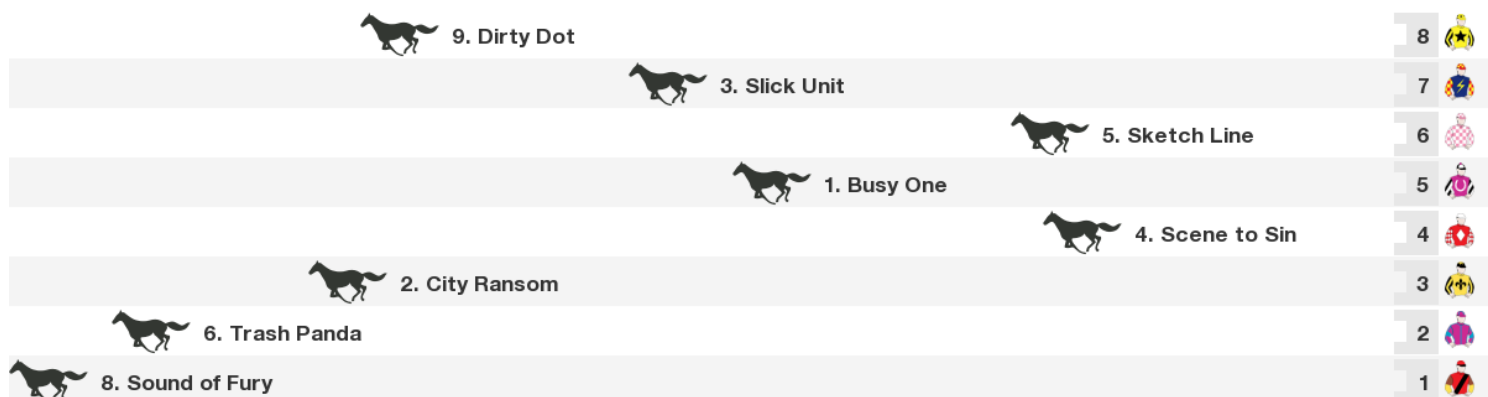 9. Dirty Dot 8
3. Slick Unit 7
5. Sketch Line 6
1. Busy One 5
4. Scene to Sin 4
2. City Ransom 3
6. Trash Panda 2
8. Sound of Fury 1